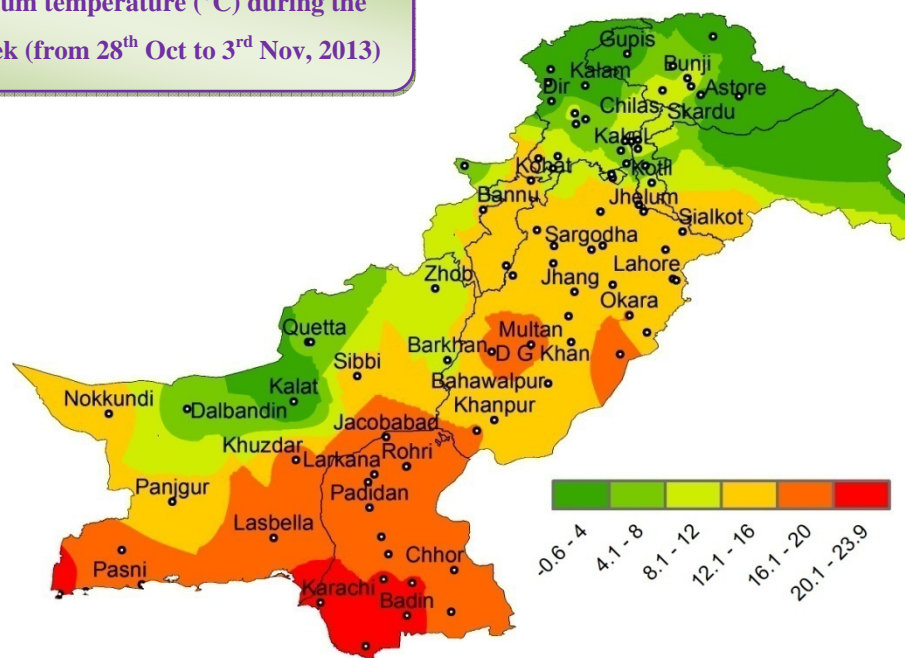 temperature (°C) during the
(from 28th Oct to 3rd Nov, 2013)
Gupis
Bunji
Kalam
Dir
Astore
Chilas
Skardu
Kakul
Kohat
Kotli
Bannu
Jhelum
Sialkot
Sargodha
Zhob
Jhang
Lahore
Okara
Quetta
Multan
Barkhan
D G Khan
Sibbi
Kalat
Bahawalpur
Nokkundi
Dalbandin
Khanpur
Jacobabad
Khuzdar
Rohri
Larkana
Panjgur
Padidan
Lasbella
Chhor
Pasni
Karachi
Badin
-0.6 - 4
4.1 - 8
8.1 - 12
12.1 - 16
16.1 - 20
20.1 - 23.9